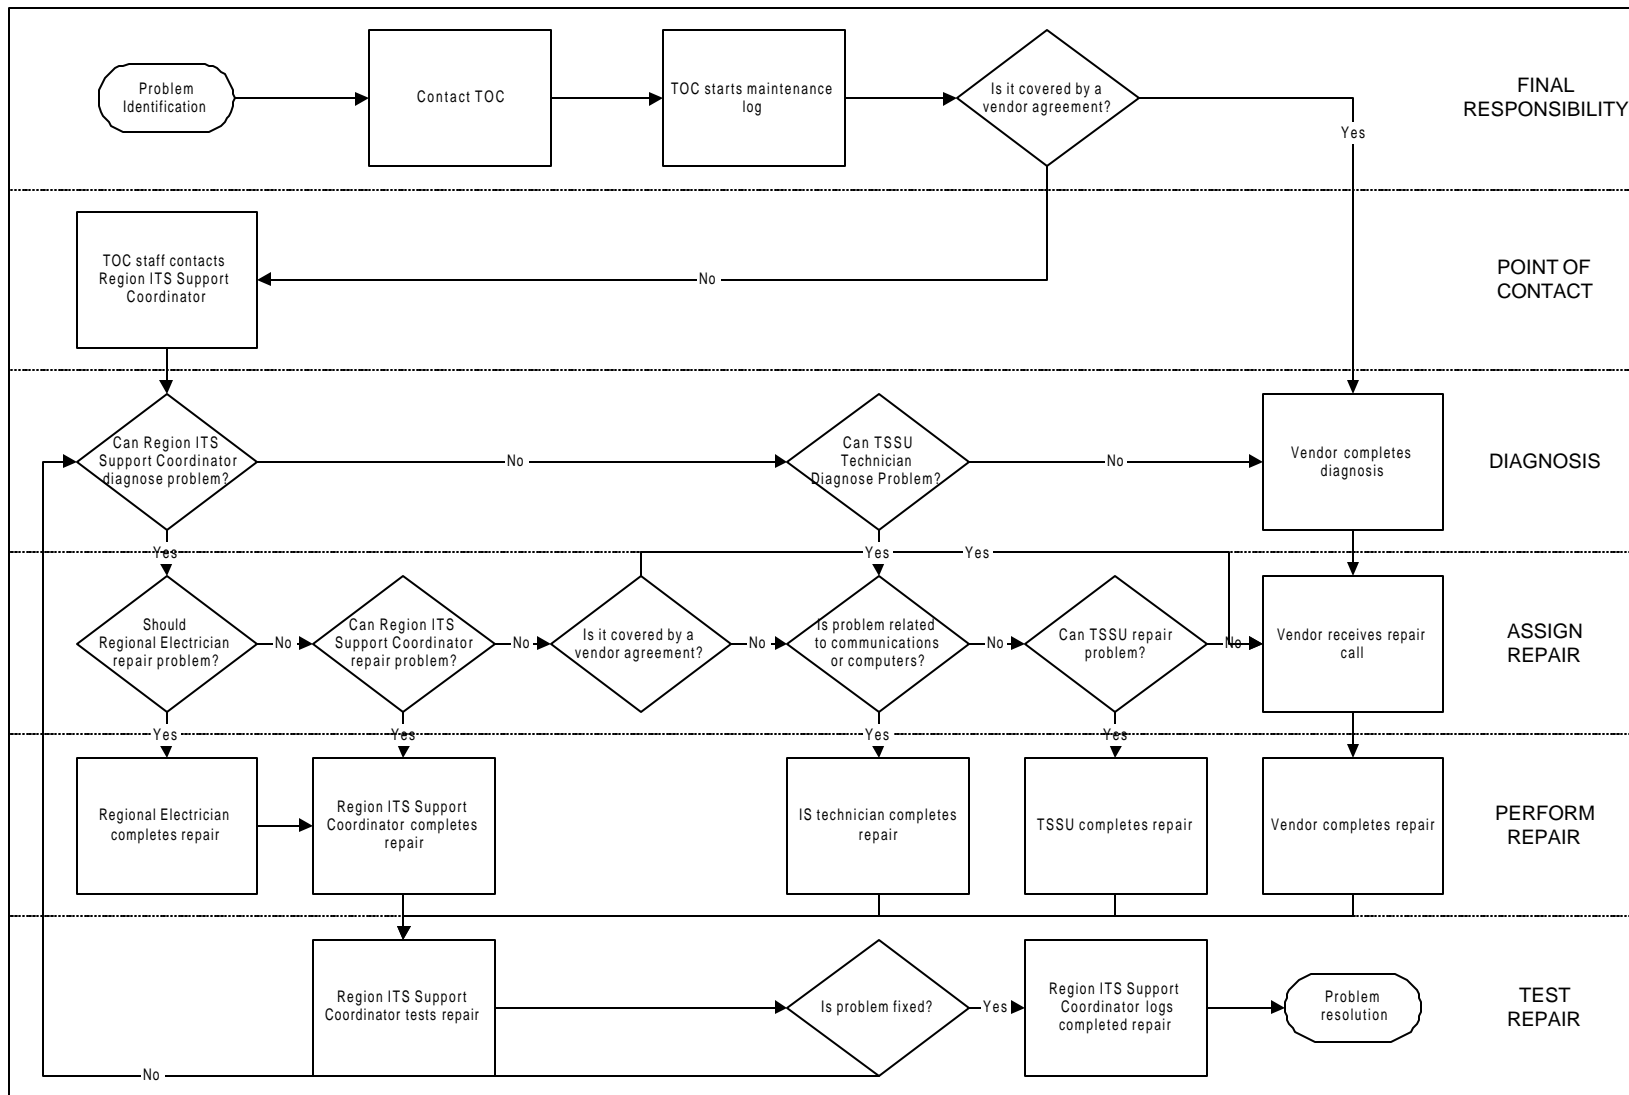 Problem
Identification
Contact TOC
TOC starts maintenance
log
Is it covered by a
vendor agreement?
Yes
FINAL
RESPONSIBILITY
TOC staff contacts
Region ITS Support
Coordinator
No
POINT OF
CONTACT
Can Region ITS
Support Coordinator
diagnose problem?
No
Can TSSU
Technician
Diagnose Problem?
No
Vendor completes
diagnosis
DIAGNOSIS
Yes
Yes
Yes
Should
Regional Electrician
repair problem?
No
Can Region ITS
Support Coordinator
repair problem?
No
Is it covered by a
vendor agreement?
No
Is problem related
to communications
or computers?
No
Can TSSU repair
problem?
No
Vendor receives repair
call
ASSIGN
REPAIR
Yes
Yes
Yes
Yes
Regional Electrician
completes repair
Region ITS Support
Coordinator completes
repair
IS technician completes
repair
TSSU completes repair
Vendor completes repair
PERFORM
REPAIR
Region ITS Support
Coordinator tests repair
Is problem fixed?
Yes
Region ITS Support
Coordinator logs
completed repair
Problem
resolution
TEST
REPAIR
No